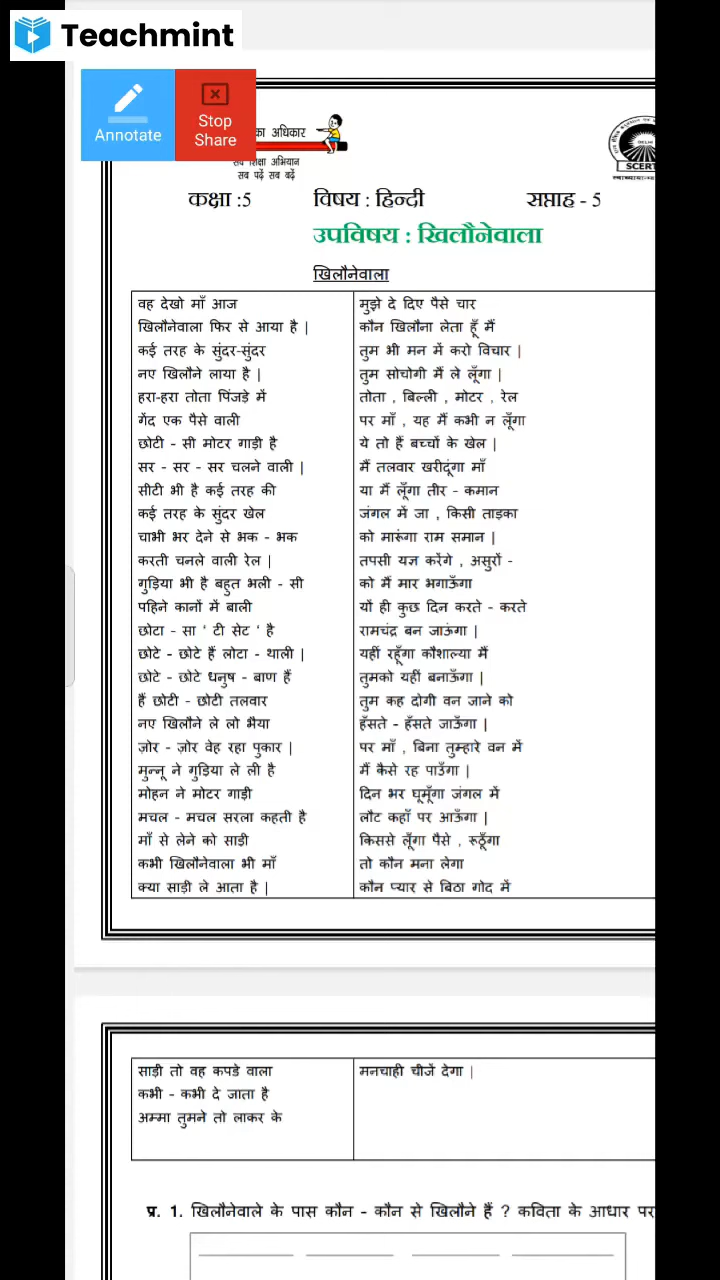 Teachmint
Annotate
Stop
Share
का अधिकार
सर्व शिक्षा अभियान
सब पढ़ें सब बढ़ें
DELHI
SCERT
कक्षा :5 विषय : हिन्दी सप्ताह - 5
उपविषय : खिलौनेवाला
खिलौनेवाला
वह देखो माँ आज
खिलौनेवाला फिर से आया है |
कई तरह के सुंदर-सुंदर
नए खिलौने लाया है |
हरा-हरा तोता पिंजड़े में
गेंद एक पैसे वाली
छोटी - सी मोटर गाड़ी है
सर - सर - सर चलने वाली |
सीटी भी है कई तरह की
कई तरह के सुंदर खेल
चाभी भर देने से भक - भक
करती चनले वाली रेल |
गुड़िया भी है बहुत भली - सी
पहिने कानों में बाली
छोटा - सा ' टी सेट ' है
छोटे - छोटे हैं लोटा - थाली |
छोटे - छोटे धनुष - बाण हैं
हैं छोटी - छोटी तलवार
नए खिलौने ले लो भैया
ज़ोर - ज़ोर वेह रहा पुकार |
मुन्नू ने गुड़िया ले ली है
मोहन ने मोटर गाड़ी
मचल - मचल सरला कहती है
माँ से लेने को साडी
कभी खिलौनेवाला भी माँ
क्या साड़ी ले आता है |
मुझे दे दिए पैसे चार
कौन खिलौना लेता हूँ मैं
तुम भी मन में करो विचार |
तुम सोचोगी मैं ले लूँगा |
तोता , बिल्ली , मोटर , रेल
पर माँ , यह मैं कभी न लूँगा
ये तो हैं बच्चों के खेल |
मैं तलवार खरीदूंगा माँ
या मैं लूँगा तीर - कमान
जंगल में जा , किसी ताड़का
को मारूंगा राम समान |
तपसी यज्ञ करेंगे , असुरों -
को मैं मार भगाऊँगा
यों ही कुछ दिन करते - करते
रामचंद्र बन जाऊंगा |
यहीं रहूँगा कौशाल्या मैं
तुमको यहीं बनाऊँगा |
तुम कह दोगी वन जाने को
हँसते - हँसते जाऊँगा |
पर माँ , बिना तुम्हारे वन में
मैं कैसे रह पाउँगा |
दिन भर घूमूँगा जंगल में
लौट कहाँ पर आऊँगा |
किससे लूँगा पैसे , रूठूँगा
तो कौन मना लेगा
कौन प्यार से बिठा गोद में
साड़ी तो वह कपडे वाला
कभी - कभी दे जाता है
अम्मा तुमने तो लाकर के
मनचाही चीजें देगा |
प्र. 1. खिलौनेवाले के पास कौन - कौन से खिलौने हैं ? कविता के आधार पर